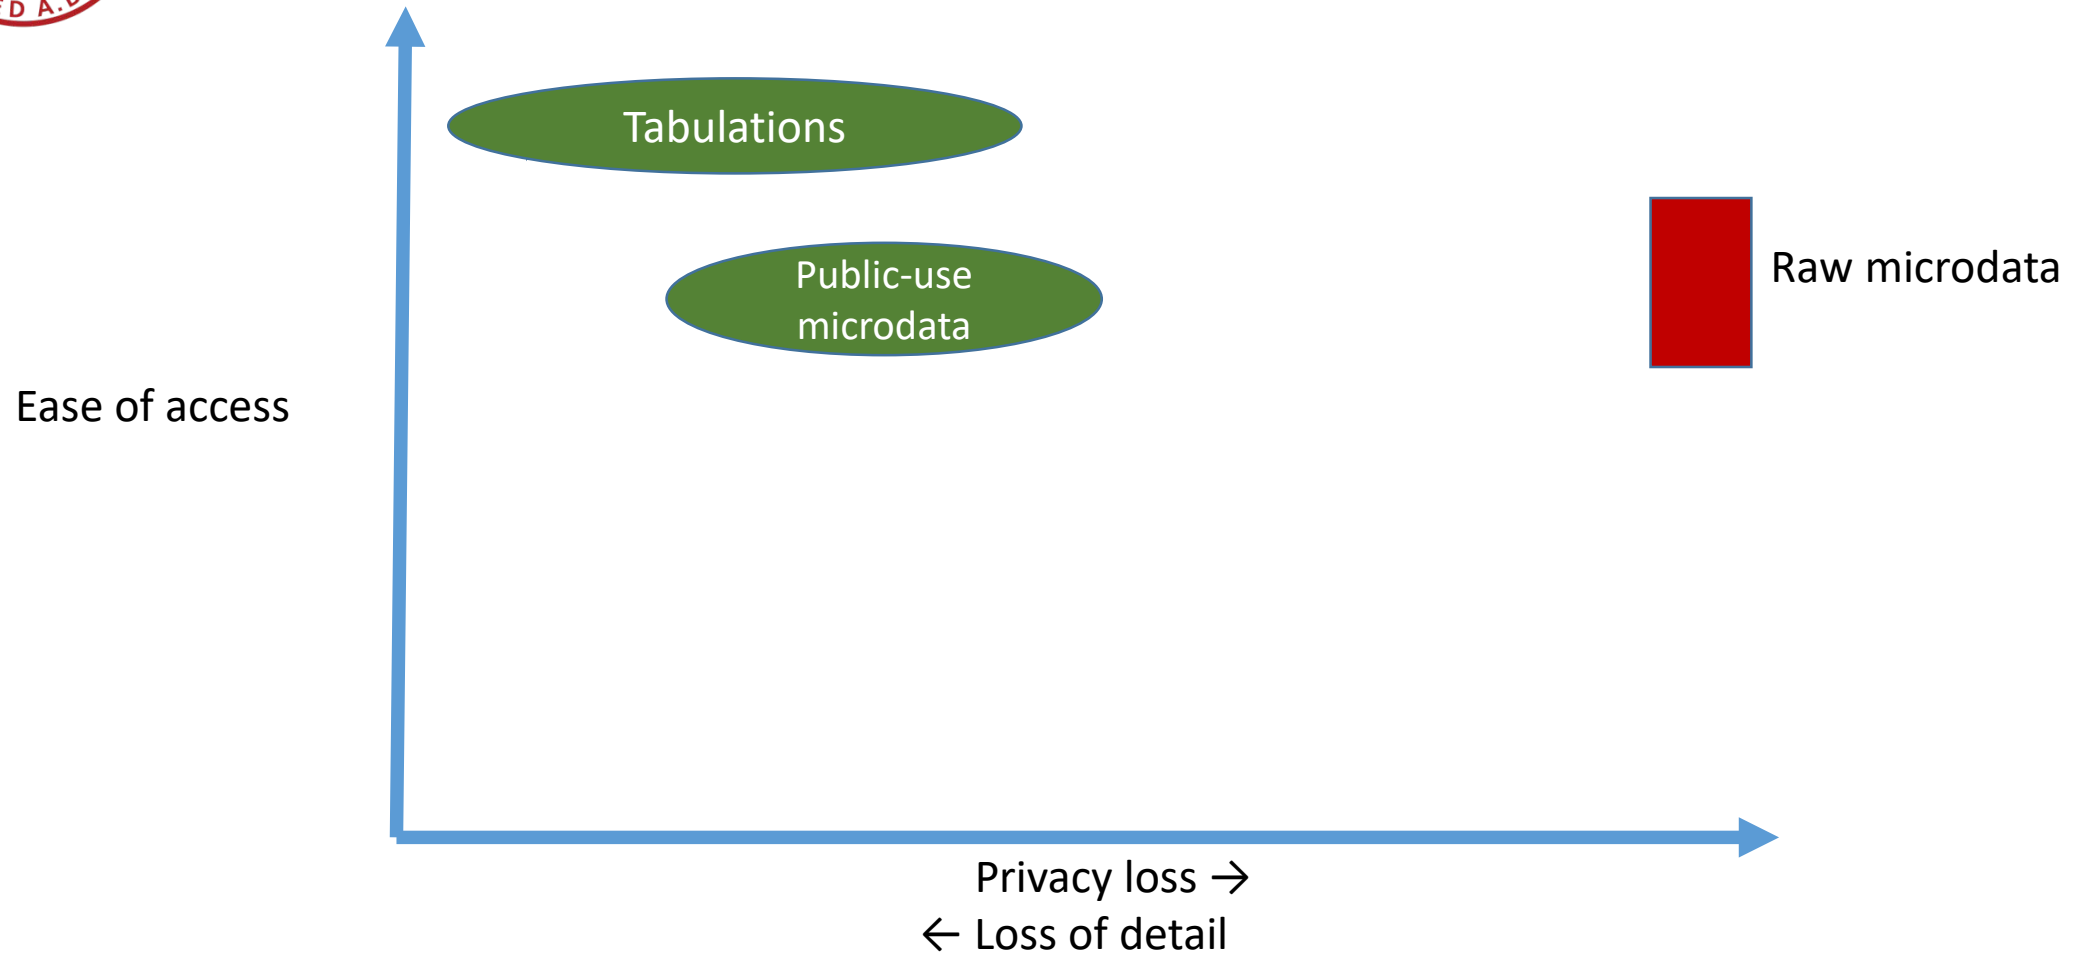 D A.D
Tabulations
Public-use
microdata
Raw microdata
Ease of access
Privacy loss →
← Loss of detail